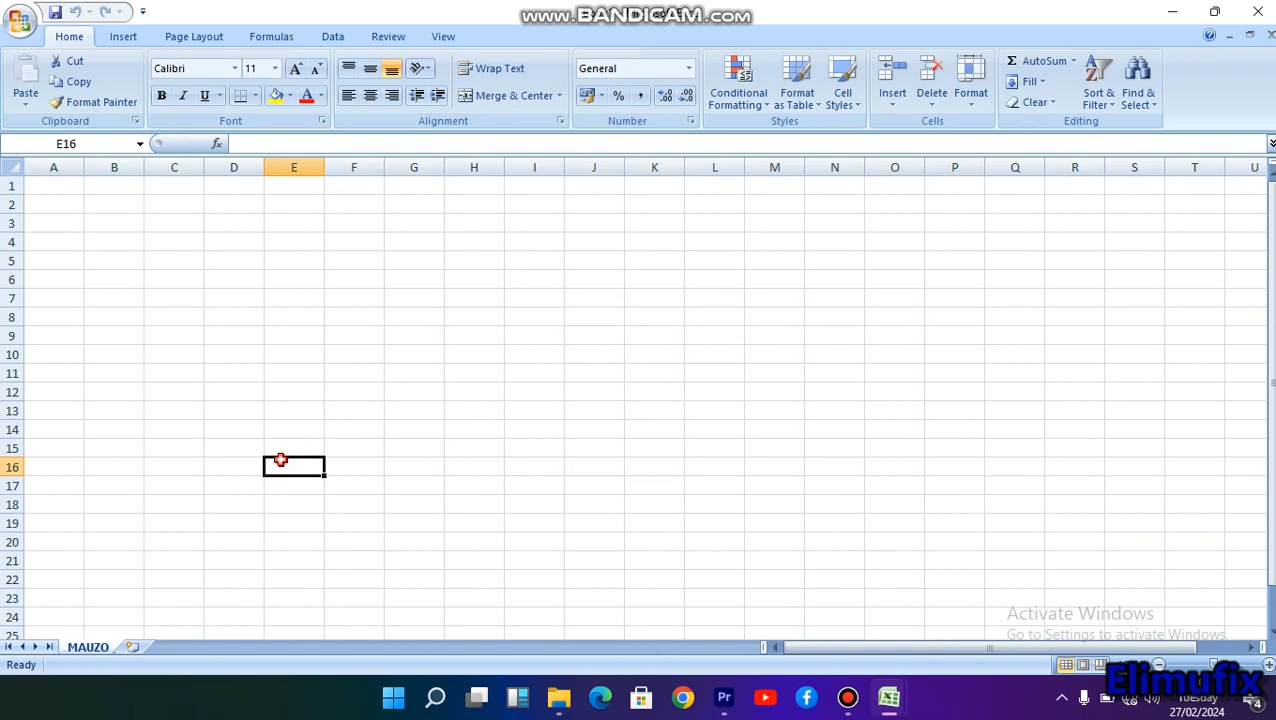 www.BANDICAM.com
Home Insert Page Layout Formulas Data Review View
Paste
Cut
Copy
Format Painter
Clipboard
Calibri 11
B I U
Font
Wrap Text
Merge & Center
Alignment
General
%
Number
Conditional Formatting
Format as Table
Cell Styles
Styles
Insert Delete Format
Cells
AutoSum
Fill
Clear
Sort & Filter
Find & Select
Editing
E16
fx
A B C D E F G H I J K L M N O P Q R S T U
1
2
3
4
5
6
7
8
9
10
11
12
13
14
15
16
17
18
19
20
21
22
23
24
25
Activate Windows
Go to Settings to activate Windows.
MAUZO
Ready
Elimufix
Tuesday
27/02/2024
4